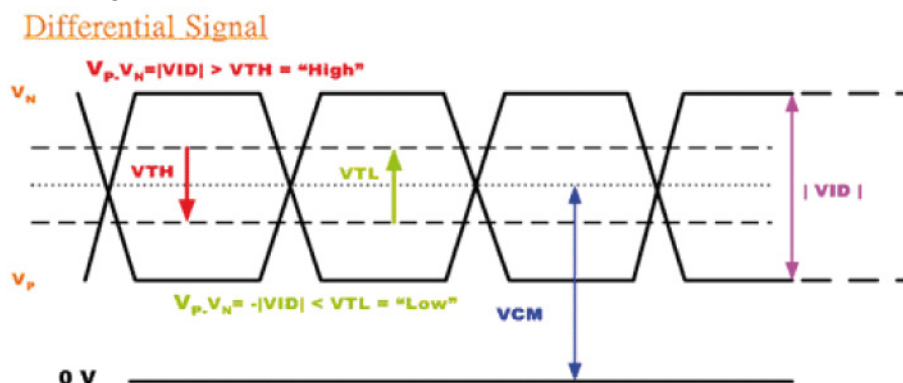 Differential Signal
VP-VN=|VID| > VTH = “High”
VN
VTH
VTL
| VID |
VP
VP-VN= -|VID| < VTL = “Low”
VCM
0 V